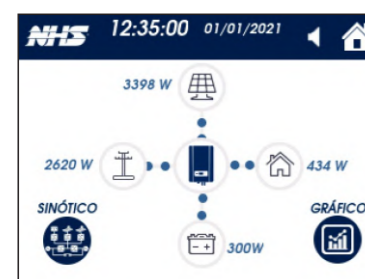 NHS 12:35:00 01/01/2021
3398 W
2620 W
434 W
SINÓTICO
GRÁFICO
300W